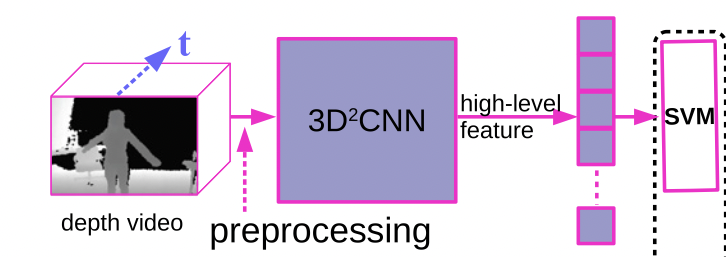 t
3D²CNN
high-level
feature
SVM
depth video
preprocessing